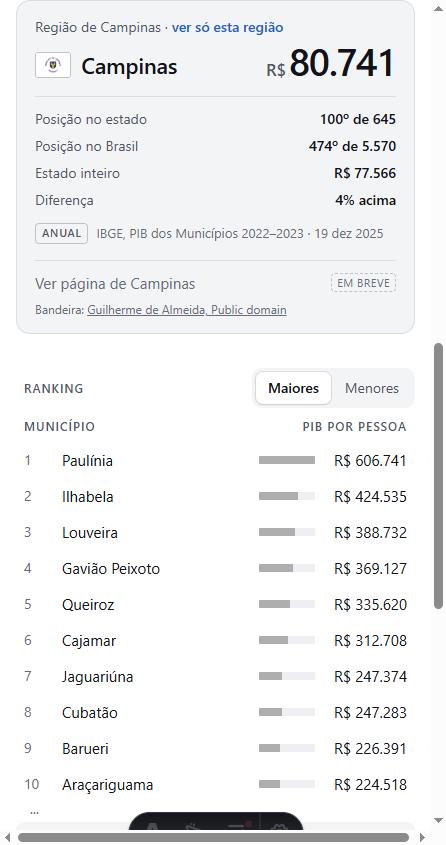 Região de Campinas · ver só esta região
Campinas R$ 80.741
Posição no estado 100º de 645
Posição no Brasil 474º de 5.570
Estado inteiro R$ 77.566
Diferença 4% acima
ANUAL IBGE, PIB dos Municípios 2022–2023 · 19 dez 2025
Ver página de Campinas EM BREVE
Bandeira: Guilherme de Almeida, Public domain
RANKING Maiores Menores
MUNICÍPIO PIB POR PESSOA
1 Paulínia R$ 606.741
2 Ilhabela R$ 424.535
3 Louveira R$ 388.732
4 Gavião Peixoto R$ 369.127
5 Queiroz R$ 335.620
6 Cajamar R$ 312.708
7 Jaguariúna R$ 247.374
8 Cubatão R$ 247.283
9 Barueri R$ 226.391
10 Araçariguama R$ 224.518
...